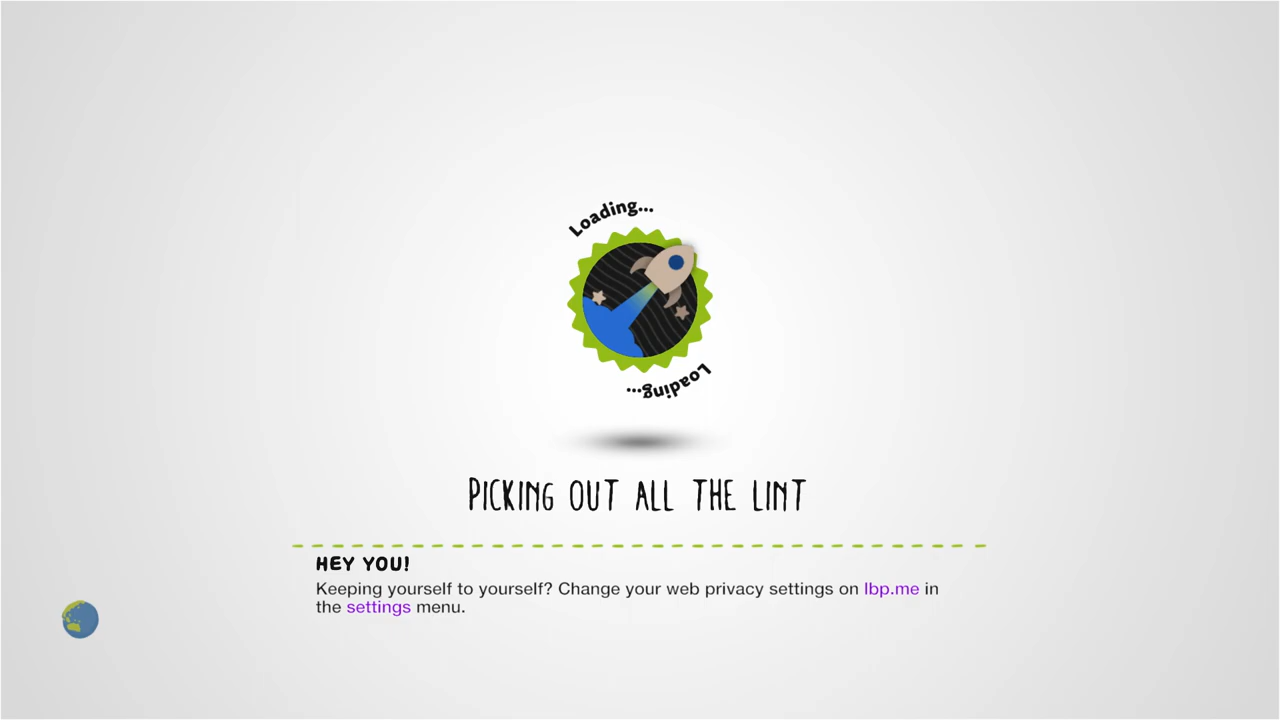 Loading...
Loading...
PICKING OUT ALL THE LINT
HEY YOU!
Keeping yourself to yourself? Change your web privacy settings on lbp.me in
the settings menu.